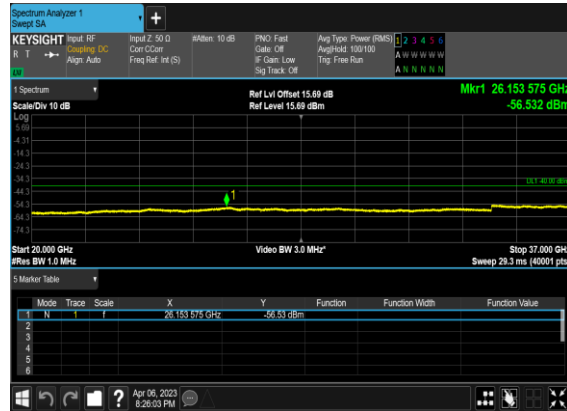 Spectrum Analyzer 1
Swept SA
KEYSIGHT Input: RF Input Z: 50 Ω #Atten: 10 dB PNO: Fast Avg Type: Power (RMS) 1 2 3 4 5 6
R T Coupling: DC Corr CCorr Gate: Off Avg|Hold: 100/100 A W W W W W
Align: Auto Freq Ref: Int (S) IF Gain: Low Trig: Free Run
Sig Track: Off A N N N N N
1 Spectrum Ref Lvl Offset 15.69 dB Mkr1 26.153 575 GHz
Scale/Div 10 dB Ref Level 15.69 dBm -56.532 dBm
Log
5.69
-4.31
-14.3
-24.3
-34.3
DL1 -40.00 dBm
-44.3
1
-54.3
-64.3
-74.3
Start 20.000 GHz Video BW 3.0 MHz* Stop 37.000 GHz
#Res BW 1.0 MHz Sweep 29.3 ms (40001 pts)
5 Marker Table
Mode Trace Scale X Y Function Function Width Function Value
1 N 1 f 26.153 575 GHz -56.53 dBm
2
3
4
5
6
? Apr 06, 2023
8:26:03 PM